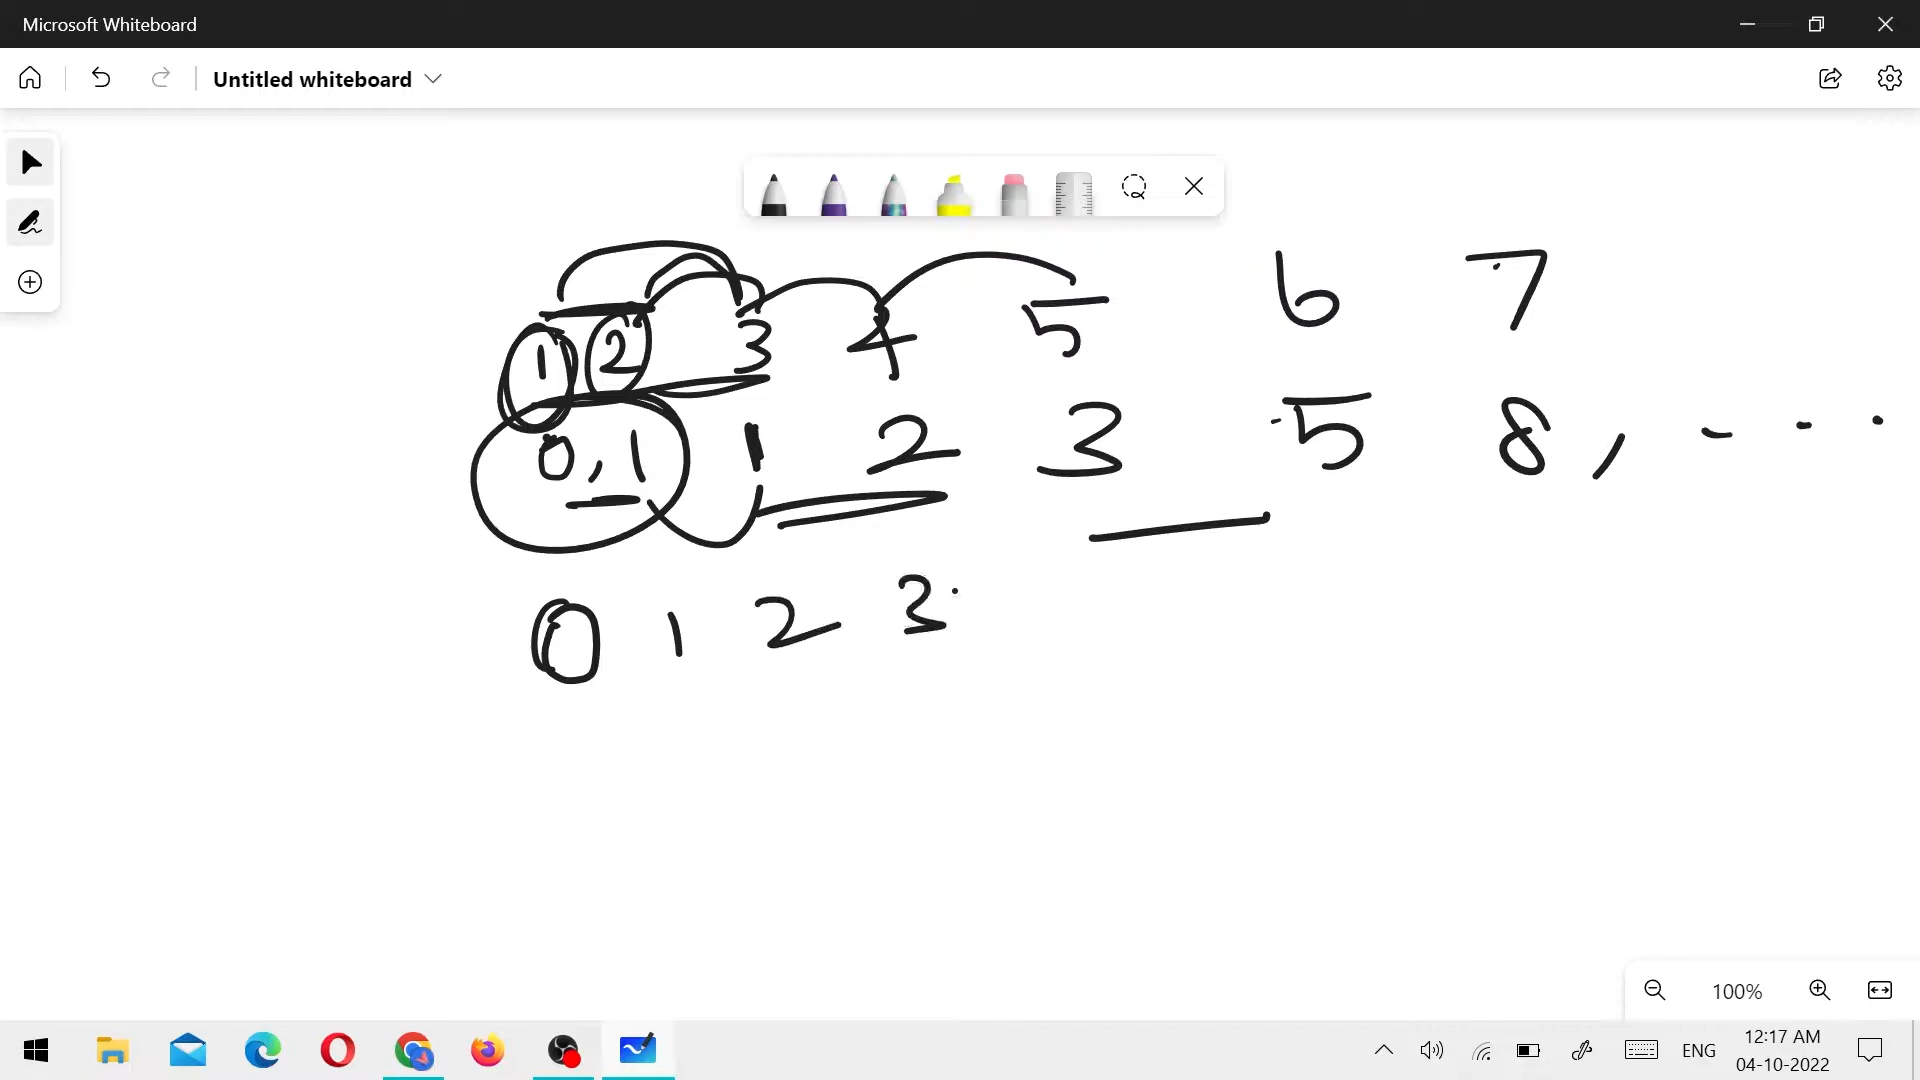 Microsoft Whiteboard
Untitled whiteboard
1 2 3 4 5 6 7
0, 1 1 2 3 5 8, - - .
0 1 2 3
100%
ENG
12:17 AM
04-10-2022